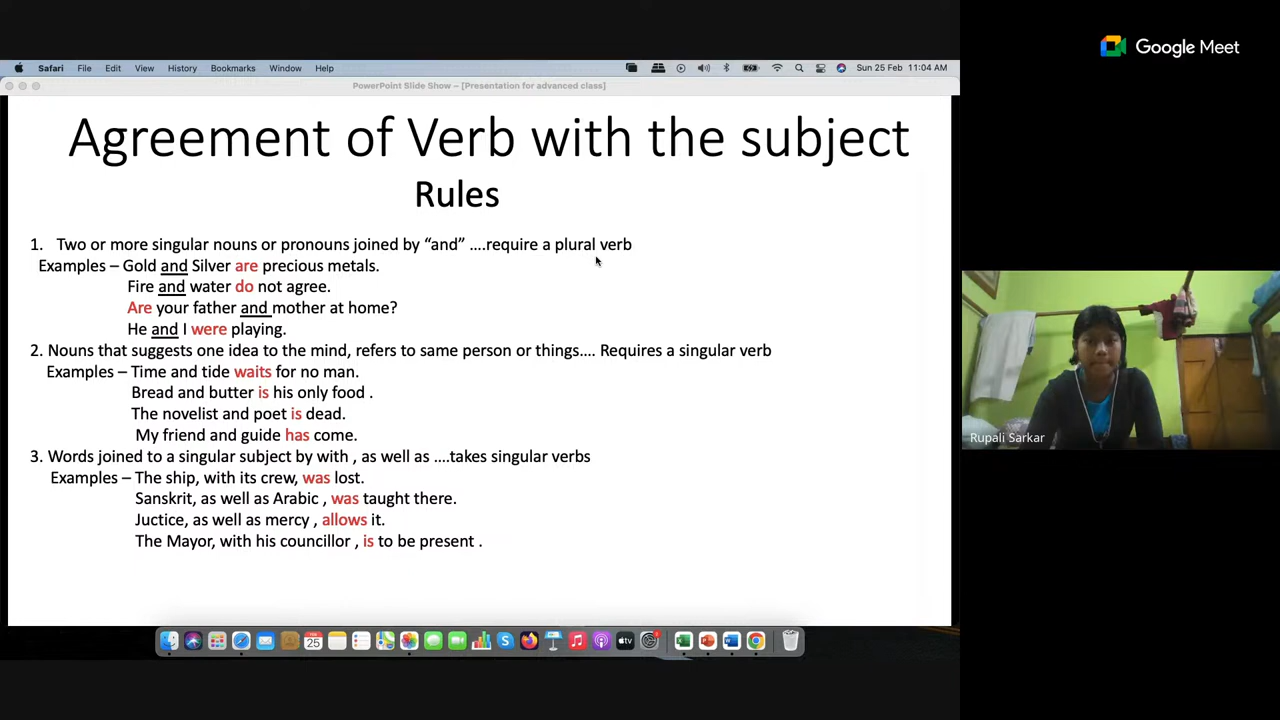 Google Meet
Safari File Edit View History Bookmarks Window Help Sun 25 Feb 11:04 AM
PowerPoint Slide Show – [Presentation for advanced class]
Agreement of Verb with the subject
Rules
1. Two or more singular nouns or pronouns joined by “and” ....require a plural verb
Examples – Gold and Silver are precious metals.
Fire and water do not agree.
Are your father and mother at home?
He and I were playing.
2. Nouns that suggests one idea to the mind, refers to same person or things.... Requires a singular verb
Examples – Time and tide waits for no man.
Bread and butter is his only food .
The novelist and poet is dead.
My friend and guide has come.
3. Words joined to a singular subject by with , as well as ....takes singular verbs
Examples – The ship, with its crew, was lost.
Sanskrit, as well as Arabic , was taught there.
Juctice, as well as mercy , allows it.
The Mayor, with his councillor , is to be present .
Rupali Sarkar
25
tv